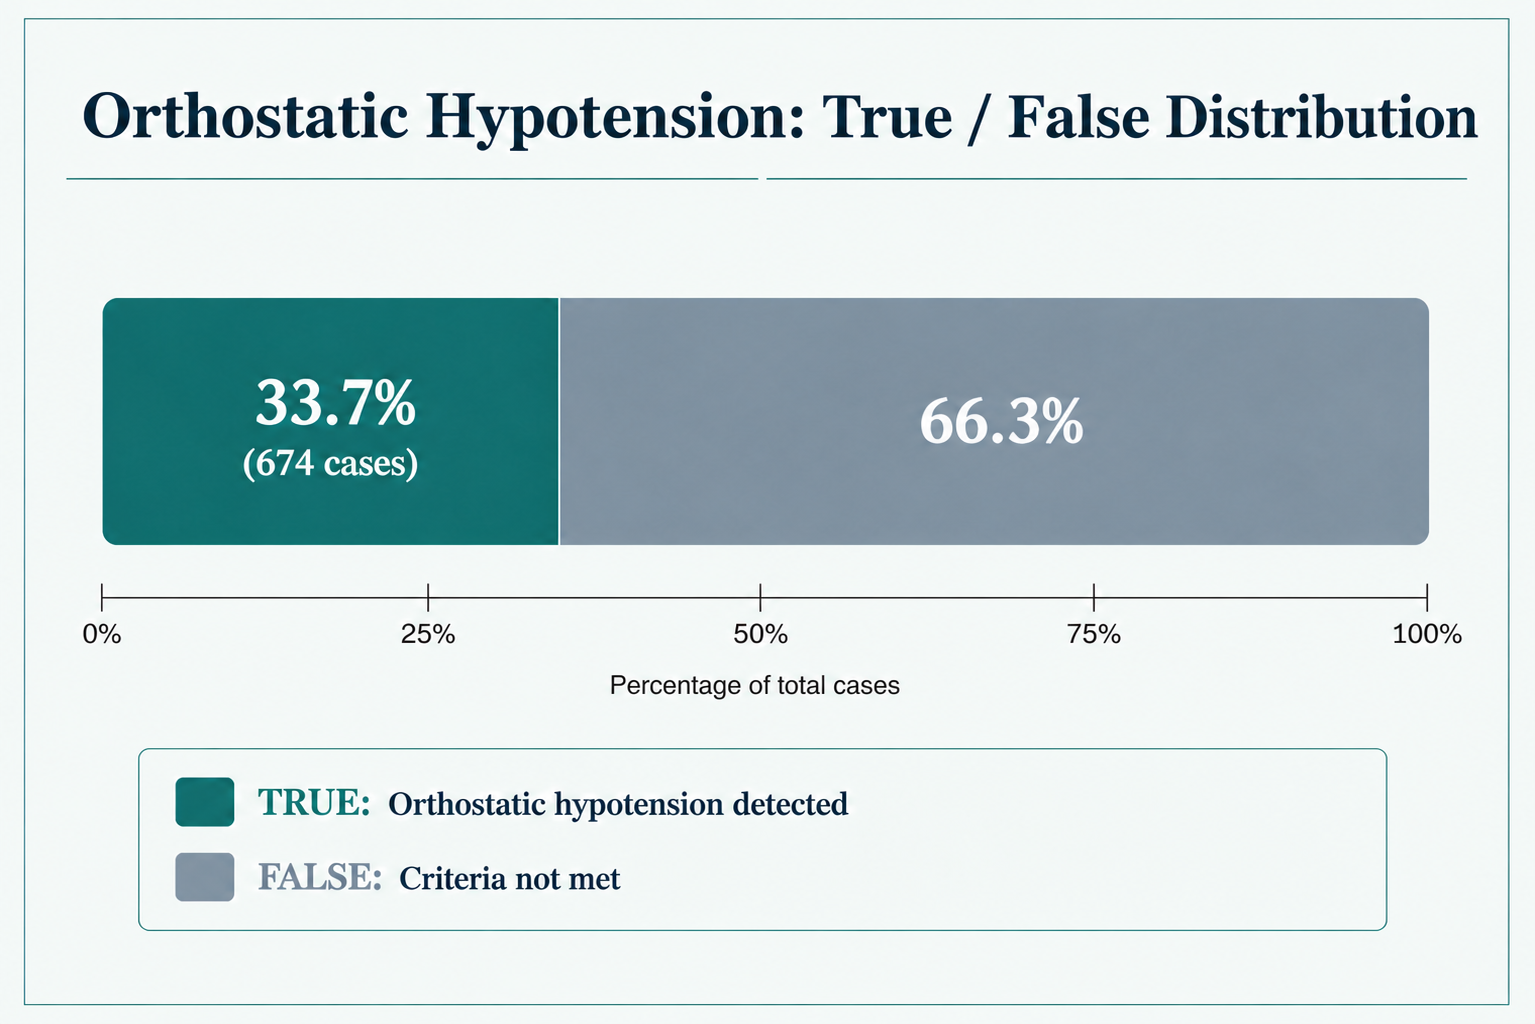 Orthostatic Hypotension: True / False Distribution
33.7%
(674 cases)
66.3%
0% 25% 50% 75% 100%
Percentage of total cases
TRUE: Orthostatic hypotension detected
FALSE: Criteria not met